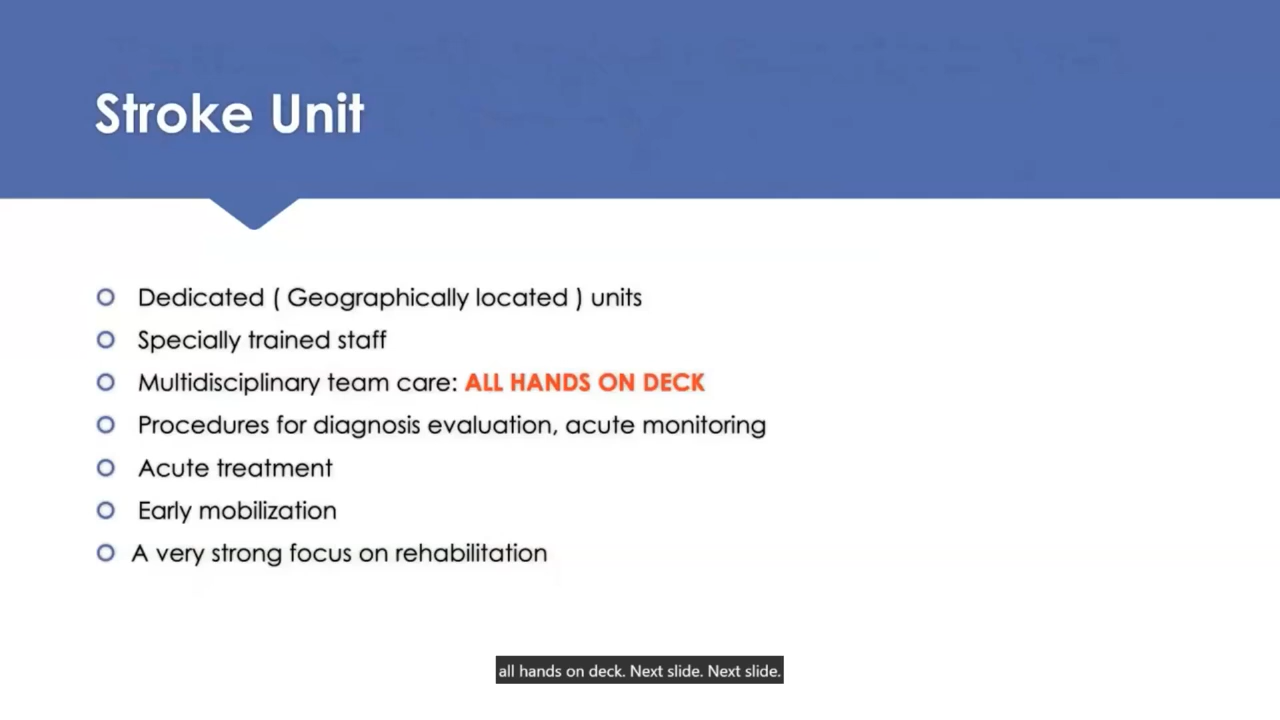 Stroke Unit
Dedicated ( Geographically located ) units
Specially trained staff
Multidisciplinary team care: ALL HANDS ON DECK
Procedures for diagnosis evaluation, acute monitoring
Acute treatment
Early mobilization
A very strong focus on rehabilitation
all hands on deck. Next slide. Next slide.